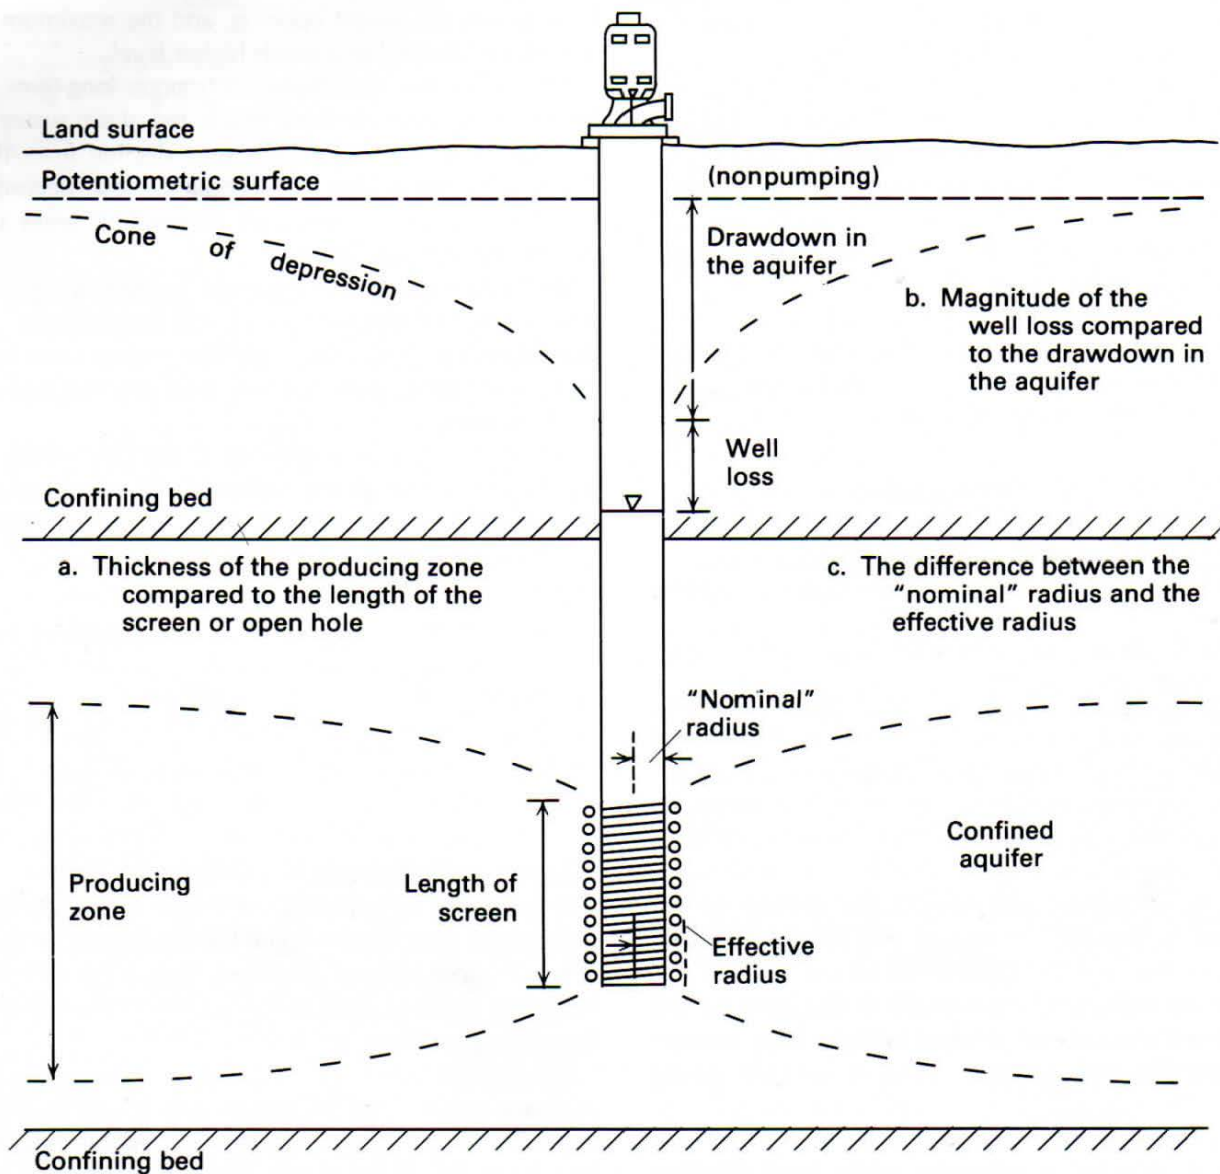 Land surface
Potentiometric surface
(nonpumping)
Cone of depression
Drawdown in
the aquifer
b. Magnitude of the
well loss compared
to the drawdown in
the aquifer
Well
loss
Confining bed
a. Thickness of the producing zone
compared to the length of the
screen or open hole
c. The difference between the
“nominal” radius and the
effective radius
“Nominal”
radius
Producing
zone
Length of
screen
Confined
aquifer
Effective
radius
Confining bed